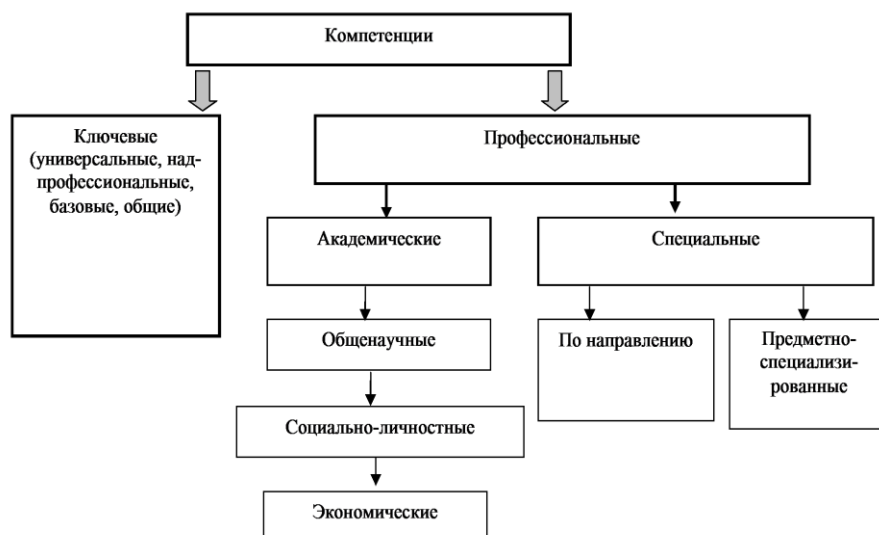 Компетенции
Ключевые
(универсальные, над-
профессиональные,
базовые, общие)
Профессиональные
Академические
Специальные
Общенаучные
По направлению
Предметно-
специализи-
рованные
Социально-личностные
Экономические